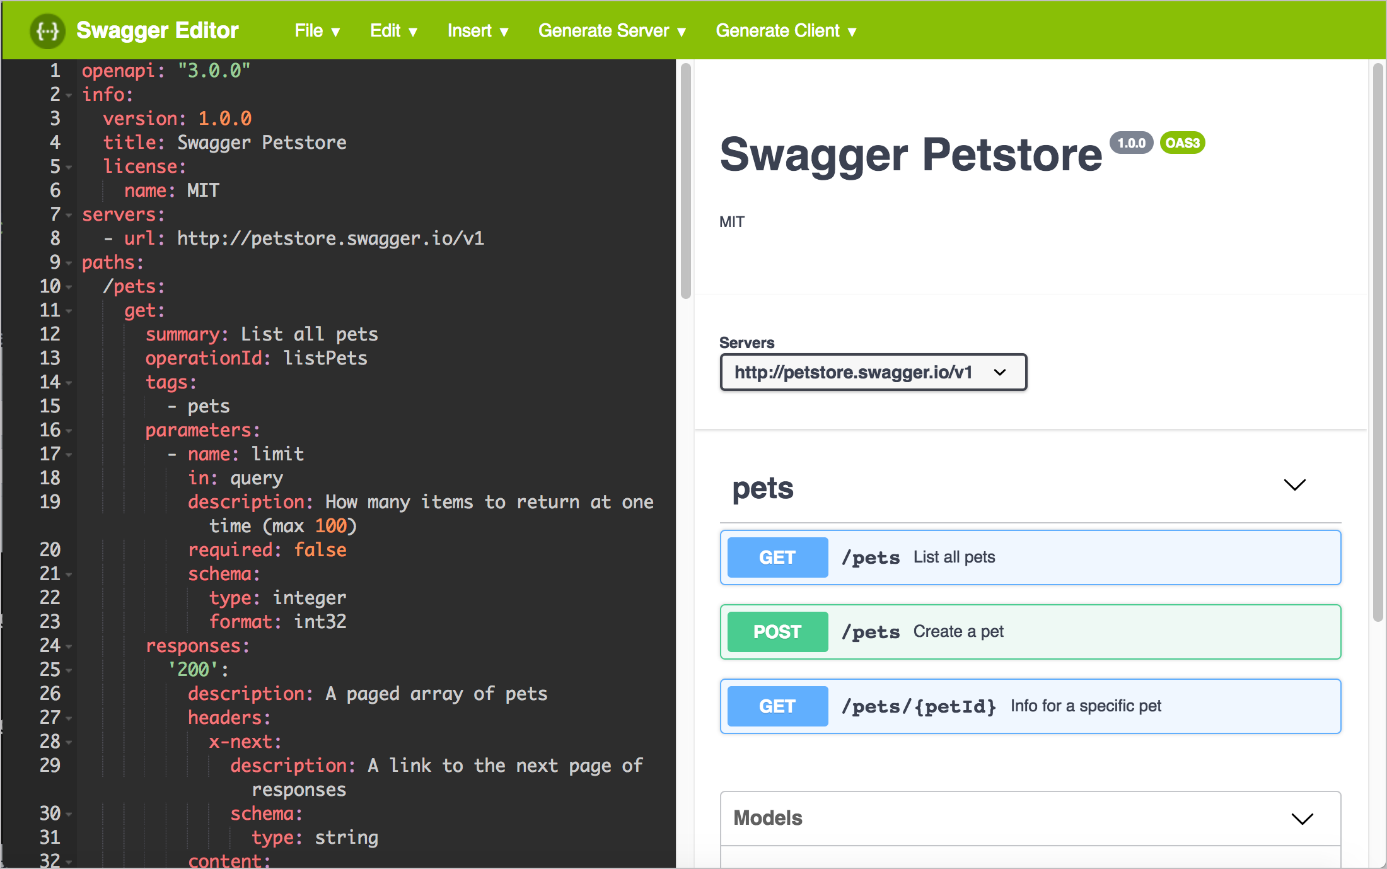 {···} Swagger Editor File ▾ Edit ▾ Insert ▾ Generate Server ▾ Generate Client ▾
1 openapi: "3.0.0"
2 info:
3 version: 1.0.0
4 title: Swagger Petstore
5 license:
6 name: MIT
7 servers:
8 - url: http://petstore.swagger.io/v1
9 paths:
10 /pets:
11 get:
12 summary: List all pets
13 operationId: listPets
14 tags:
15 - pets
16 parameters:
17 - name: limit
18 in: query
19 description: How many items to return at one
time (max 100)
20 required: false
21 schema:
22 type: integer
23 format: int32
24 responses:
25 '200':
26 description: A paged array of pets
27 headers:
28 x-next:
29 description: A link to the next page of
responses
30 schema:
31 type: string
32 content:
Swagger Petstore 1.0.0 OAS3
MIT
Servers
http://petstore.swagger.io/v1
pets
GET /pets List all pets
POST /pets Create a pet
GET /pets/{petId} Info for a specific pet
Models